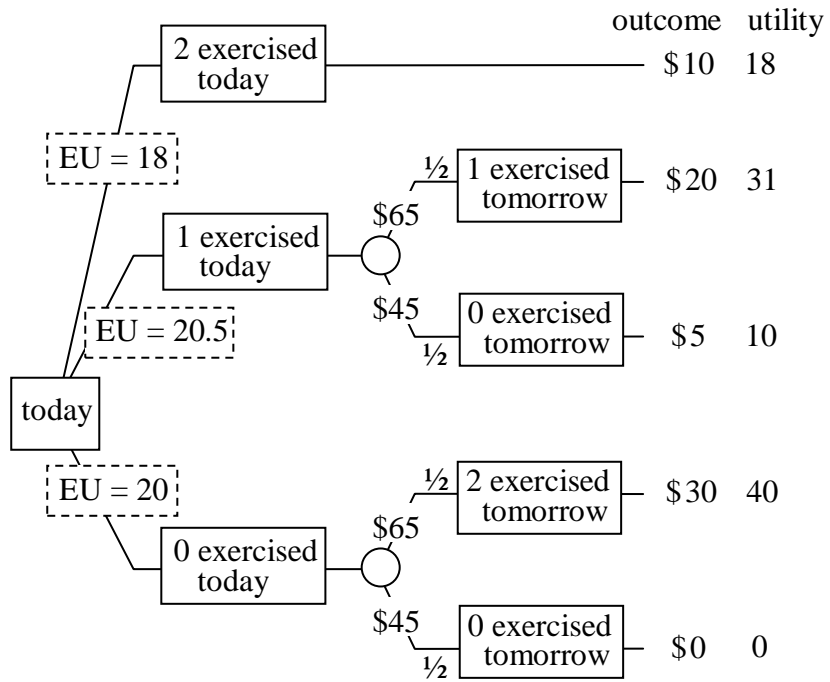 outcome utility
2 exercised
today
$10 18
EU = 18
½ 1 exercised
tomorrow
$20 31
$65
1 exercised
today
$45
½
0 exercised
tomorrow
$5 10
EU = 20.5
today
EU = 20
½ 2 exercised
tomorrow
$30 40
$65
0 exercised
today
$45
½
0 exercised
tomorrow
$0 0